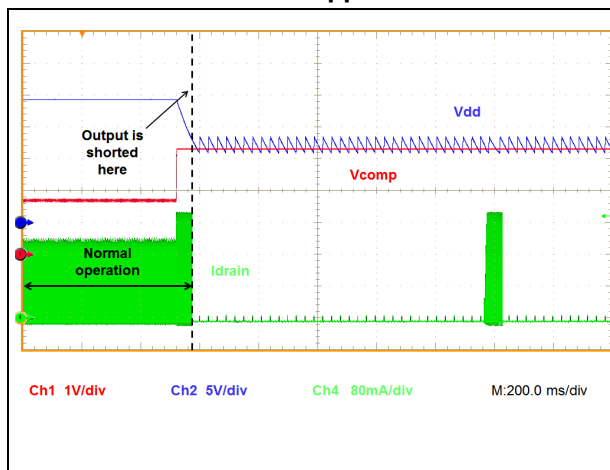 Vdd
Output is
shorted
here
Vcomp
Normal
operation
Idrain
Ch1 1V/div
Ch2 5V/div
Ch4 80mA/div
M:200.0 ms/div